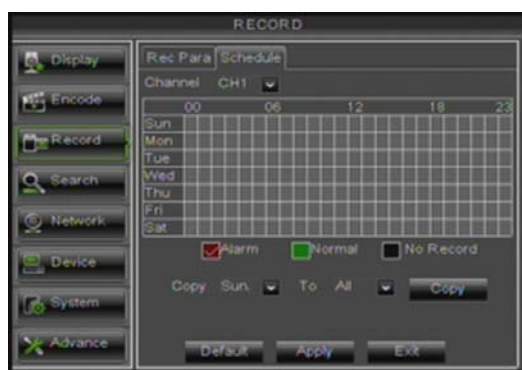 RECORD
Display
Encode
Record
Search
Network
Device
System
Advance
Rec Para Schedule
Channel CH1
00 06 12 18 23
Sun
Mon
Tue
Wed
Thu
Fri
Sat
Alarm Normal No Record
Copy Sun. To All Copy
Default Apply Exit